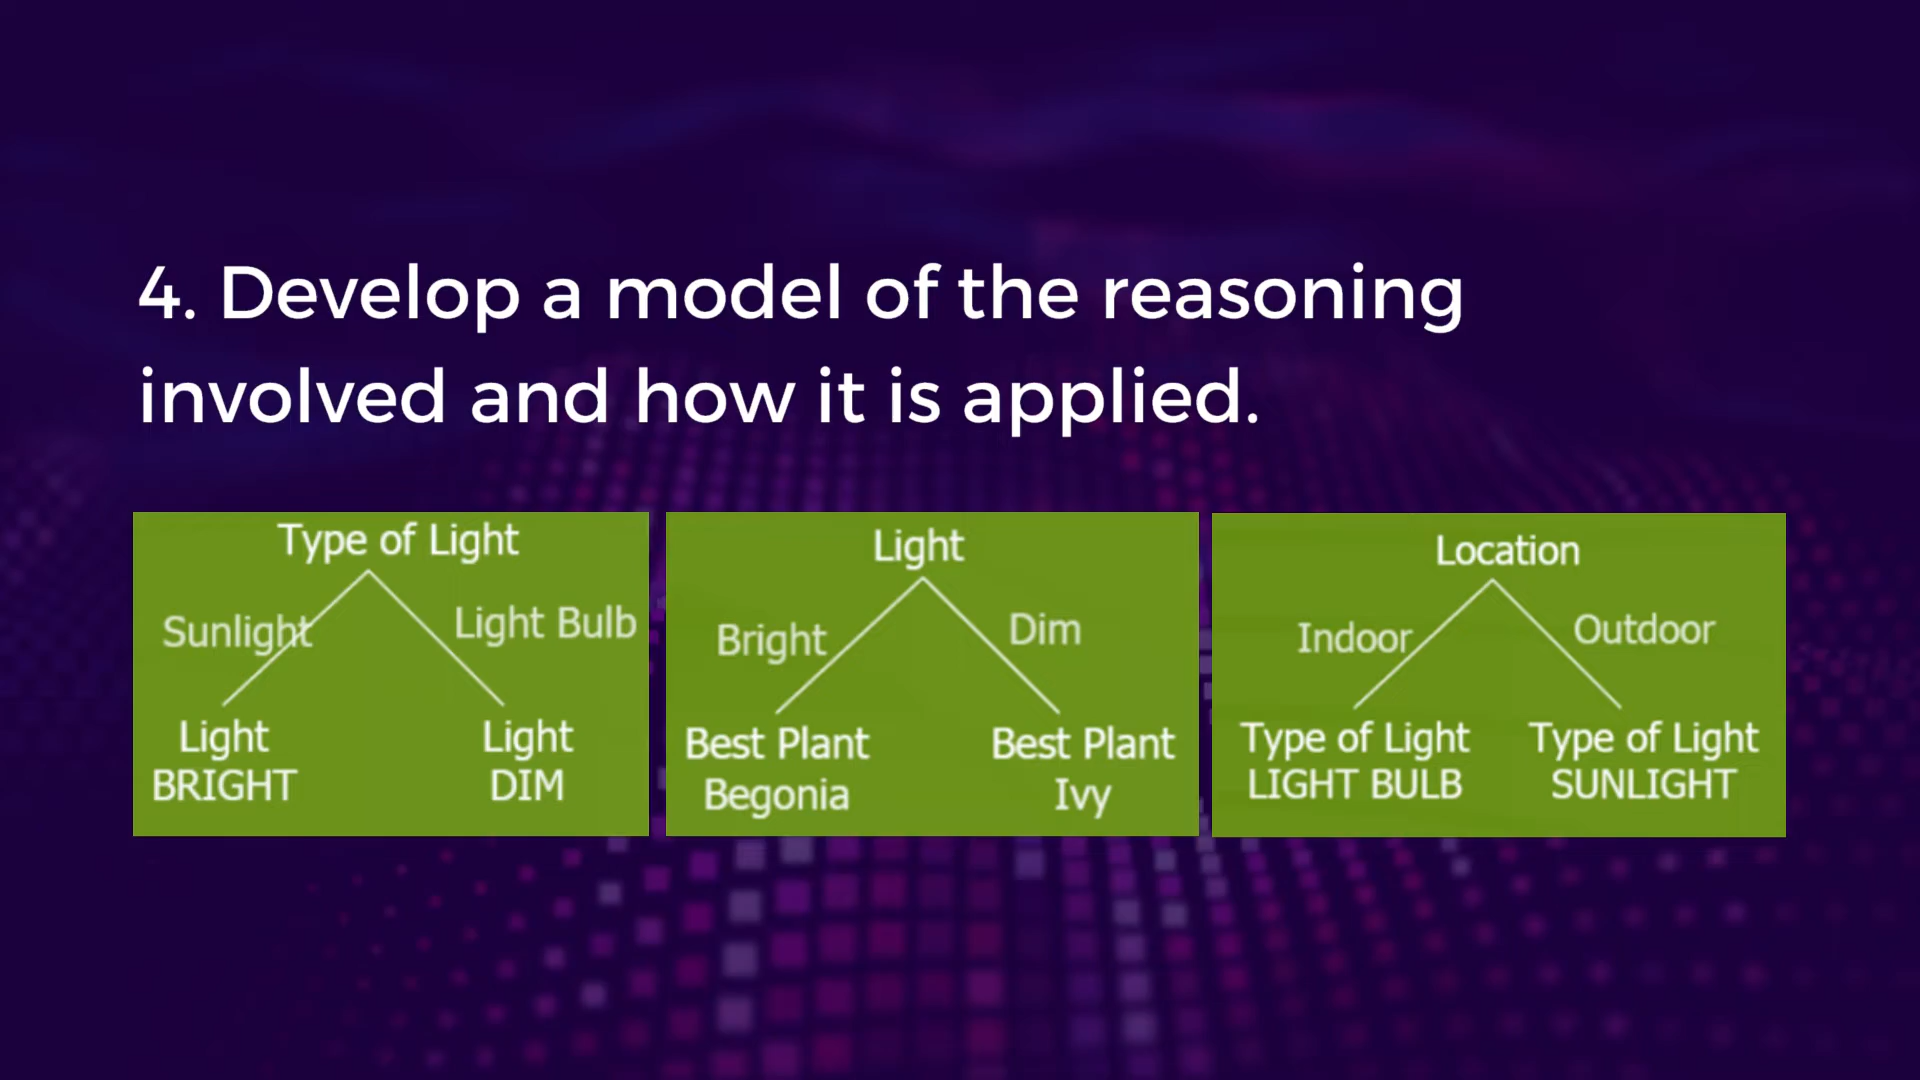 4. Develop a model of the reasoning
involved and how it is applied.
Type of Light
Sunlight
Light Bulb
Light
BRIGHT
Light
DIM
Light
Bright
Dim
Best Plant
Begonia
Best Plant
Ivy
Location
Indoor
Outdoor
Type of Light
LIGHT BULB
Type of Light
SUNLIGHT